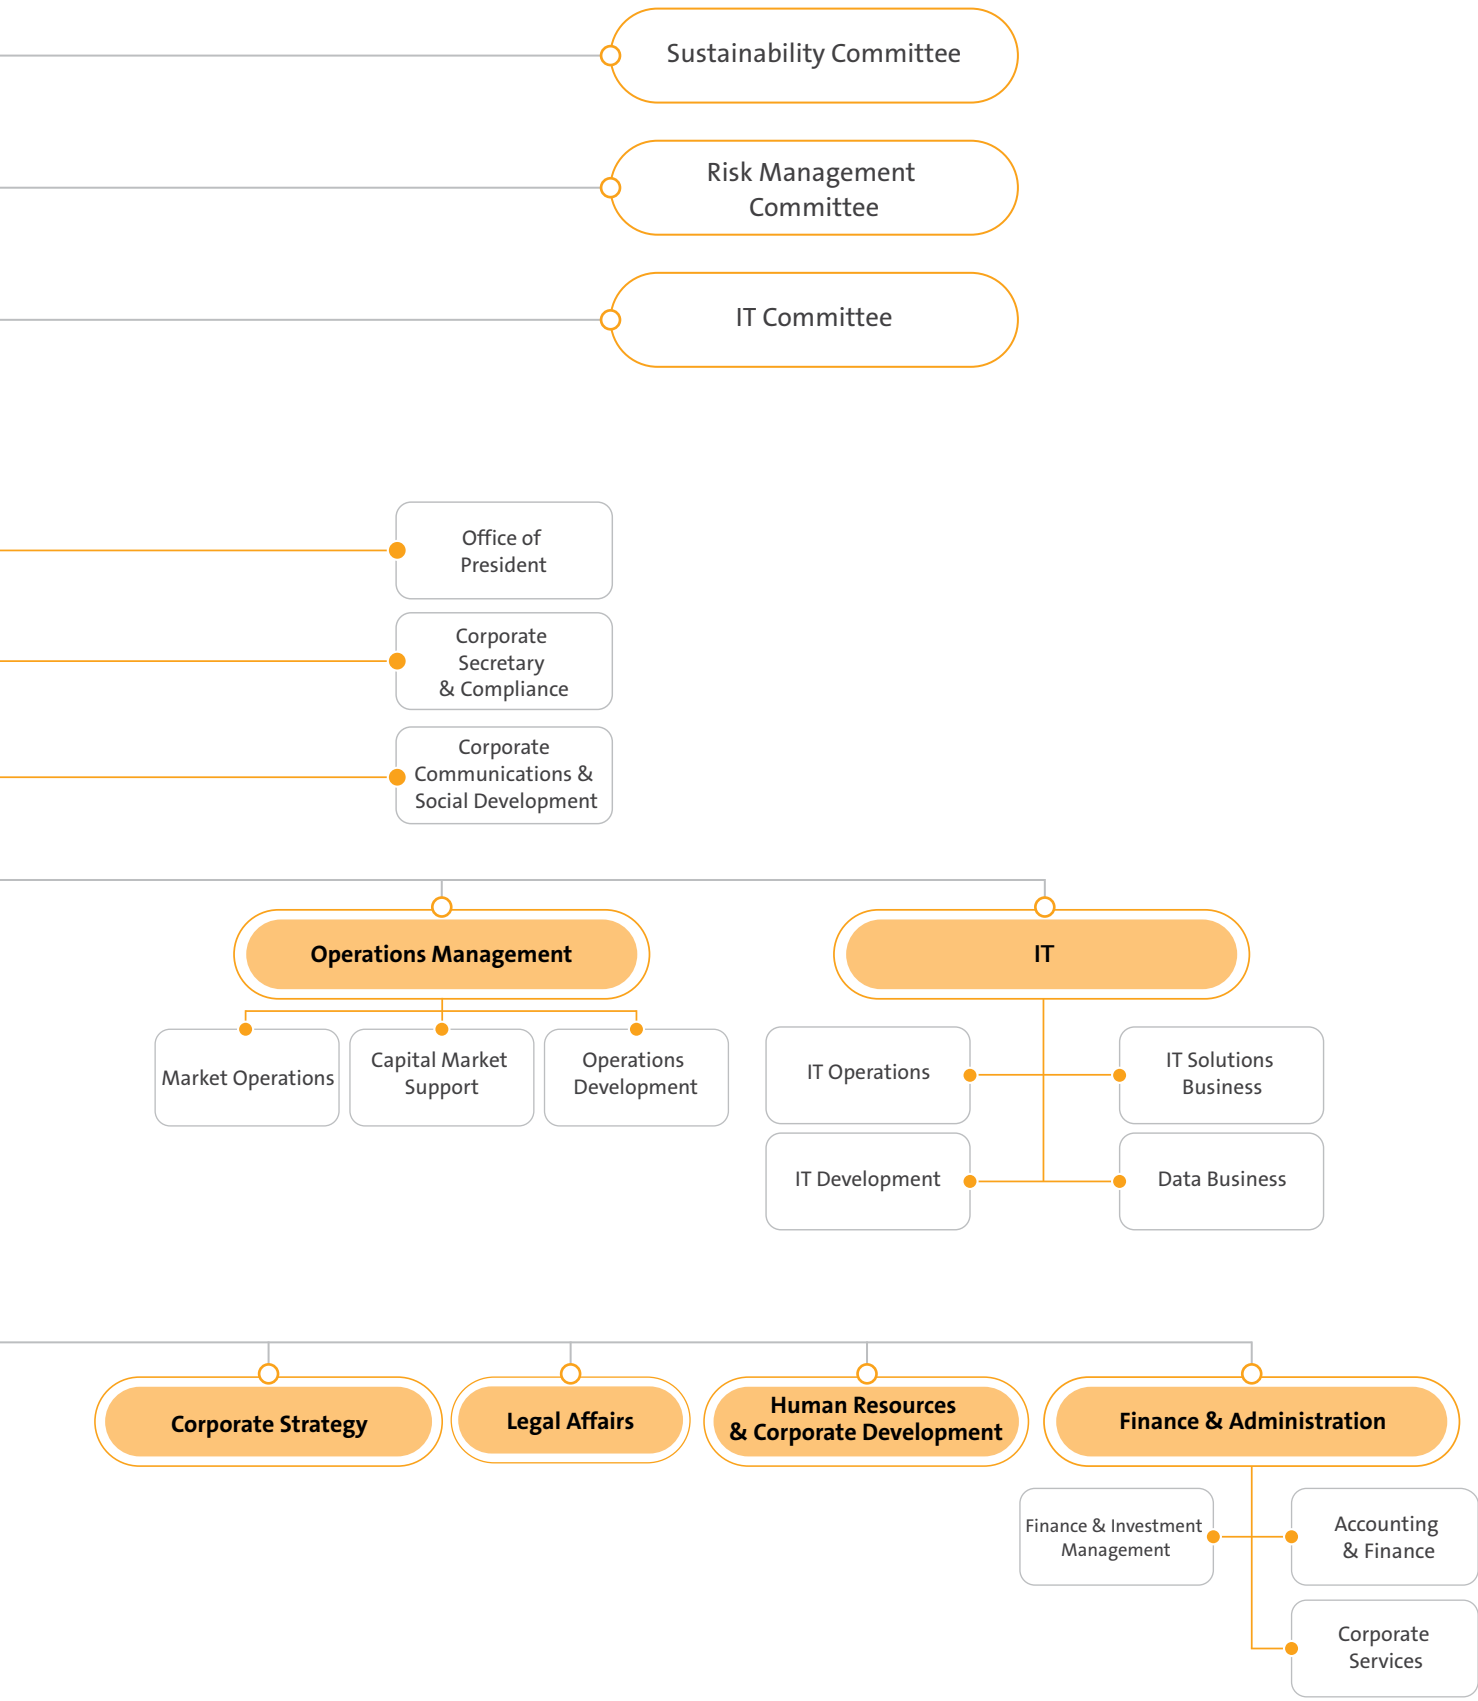 Sustainability Committee
Risk Management
Committee
IT Committee
Office of
President
Corporate
Secretary
& Compliance
Corporate
Communications &
Social Development
Operations Management
IT
Market Operations
Capital Market
Support
Operations
Development
IT Operations
IT Solutions
Business
IT Development
Data Business
Corporate Strategy
Legal Affairs
Human Resources
& Corporate Development
Finance & Administration
Finance & Investment
Management
Accounting
& Finance
Corporate
Services